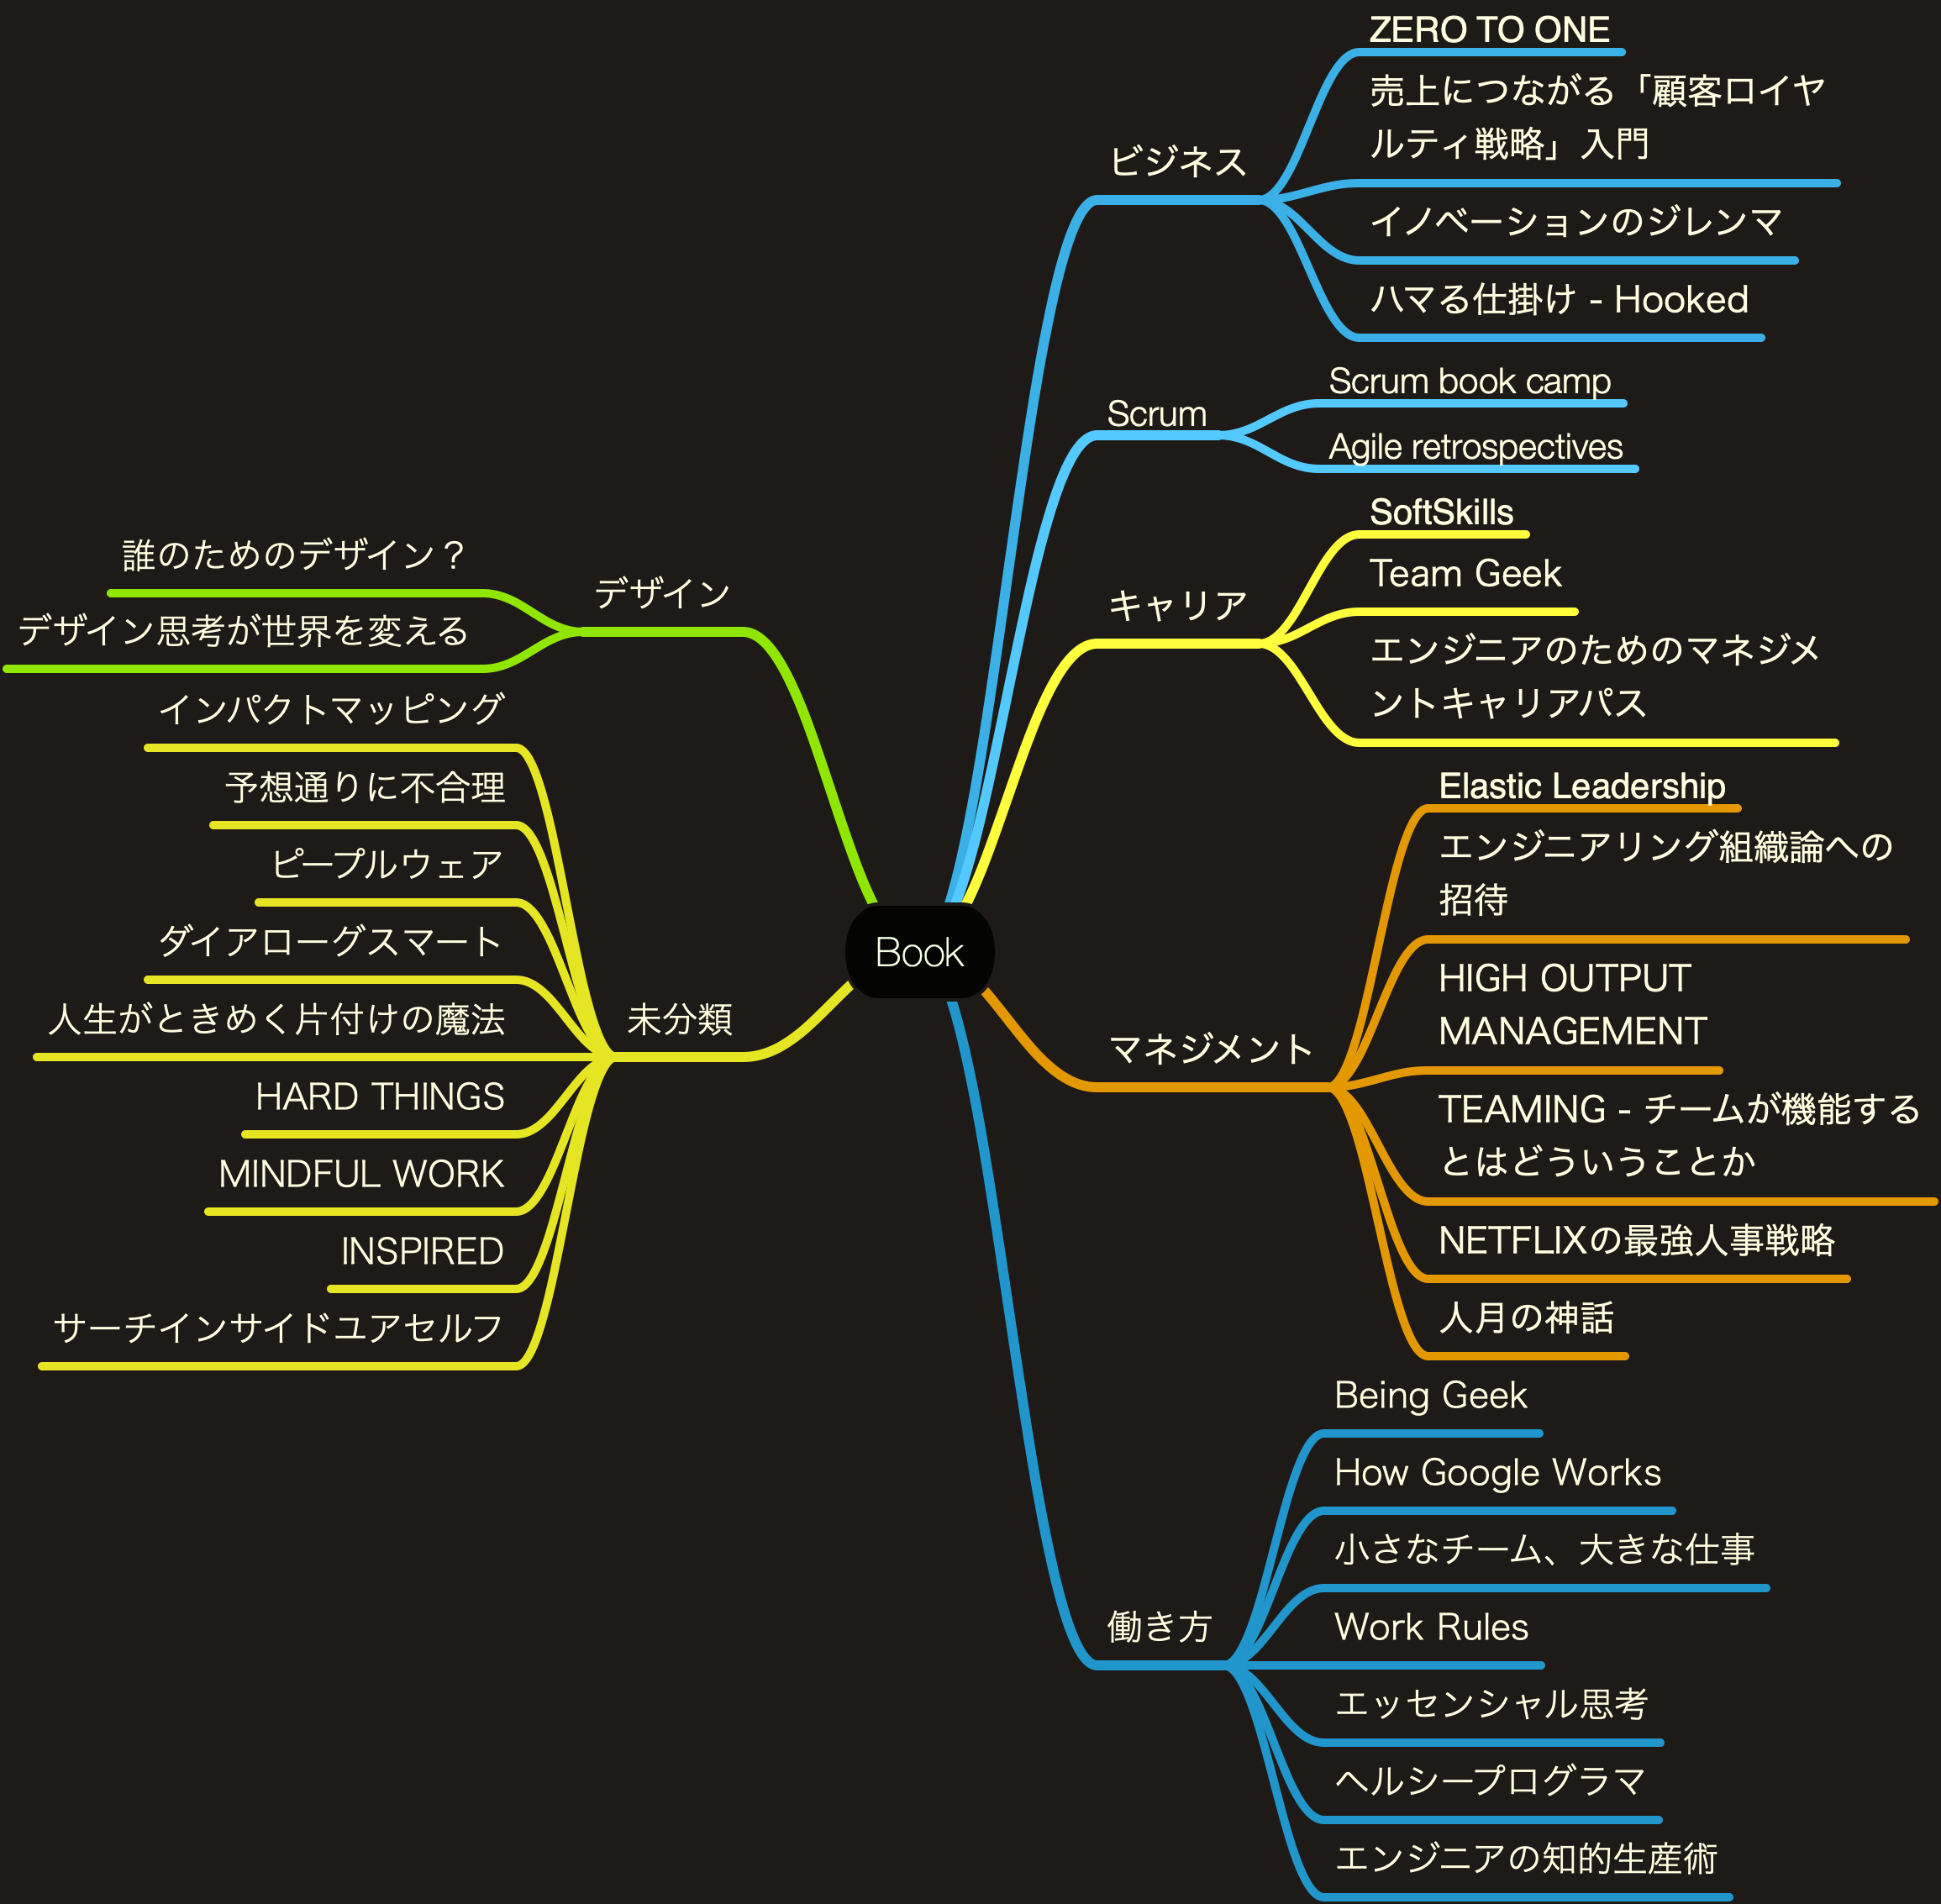 Book
ビジネス
ZERO TO ONE
売上につながる「顧客ロイヤ
ルティ戦略」入門
イノベーションのジレンマ
ハマる仕掛け - Hooked
Scrum
Scrum book camp
Agile retrospectives
キャリア
SoftSkills
Team Geek
エンジニアのためのマネジメ
ントキャリアパス
マネジメント
Elastic Leadership
エンジニアリング組織論への
招待
HIGH OUTPUT
MANAGEMENT
TEAMING - チームが機能する
とはどういうことか
NETFLIXの最強人事戦略
人月の神話
働き方
Being Geek
How Google Works
小さなチーム、大きな仕事
Work Rules
エッセンシャル思考
ヘルシープログラマ
エンジニアの知的生産術
デザイン
誰のためのデザイン？
デザイン思考が世界を変える
未分類
インパクトマッピング
予想通りに不合理
ピープルウェア
ダイアローグスマート
人生がときめく片付けの魔法
HARD THINGS
MINDFUL WORK
INSPIRED
サーチインサイドユアセルフ